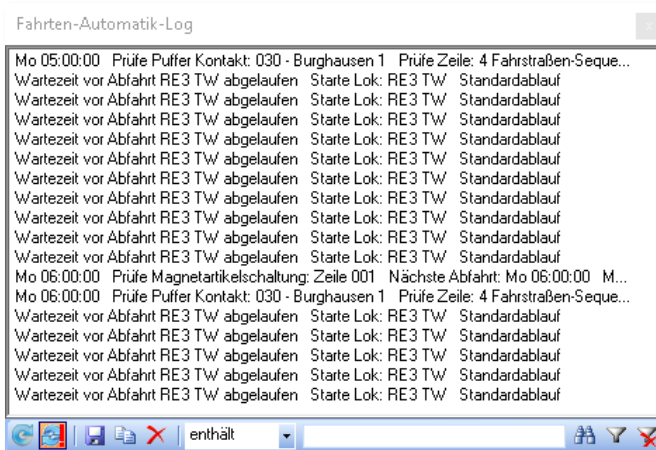 Fahrten-Automatik-Log
Mo 05:00:00 Prüfe Puffer Kontakt: 030 - Burghausen 1 Prüfe Zeile: 4 Fahrstraßen-Seque...
Wartezeit vor Abfahrt RE3 TW abgelaufen Starte Lok: RE3 TW Standardablauf
Wartezeit vor Abfahrt RE3 TW abgelaufen Starte Lok: RE3 TW Standardablauf
Wartezeit vor Abfahrt RE3 TW abgelaufen Starte Lok: RE3 TW Standardablauf
Wartezeit vor Abfahrt RE3 TW abgelaufen Starte Lok: RE3 TW Standardablauf
Wartezeit vor Abfahrt RE3 TW abgelaufen Starte Lok: RE3 TW Standardablauf
Wartezeit vor Abfahrt RE3 TW abgelaufen Starte Lok: RE3 TW Standardablauf
Wartezeit vor Abfahrt RE3 TW abgelaufen Starte Lok: RE3 TW Standardablauf
Wartezeit vor Abfahrt RE3 TW abgelaufen Starte Lok: RE3 TW Standardablauf
Wartezeit vor Abfahrt RE3 TW abgelaufen Starte Lok: RE3 TW Standardablauf
Wartezeit vor Abfahrt RE3 TW abgelaufen Starte Lok: RE3 TW Standardablauf
Mo 06:00:00 Prüfe Magnetartikelschaltung: Zeile 001 Nächste Abfahrt: Mo 06:00:00 M...
Mo 06:00:00 Prüfe Puffer Kontakt: 030 - Burghausen 1 Prüfe Zeile: 4 Fahrstraßen-Seque...
Wartezeit vor Abfahrt RE3 TW abgelaufen Starte Lok: RE3 TW Standardablauf
Wartezeit vor Abfahrt RE3 TW abgelaufen Starte Lok: RE3 TW Standardablauf
Wartezeit vor Abfahrt RE3 TW abgelaufen Starte Lok: RE3 TW Standardablauf
Wartezeit vor Abfahrt RE3 TW abgelaufen Starte Lok: RE3 TW Standardablauf
Wartezeit vor Abfahrt RE3 TW abgelaufen Starte Lok: RE3 TW Standardablauf
enthält